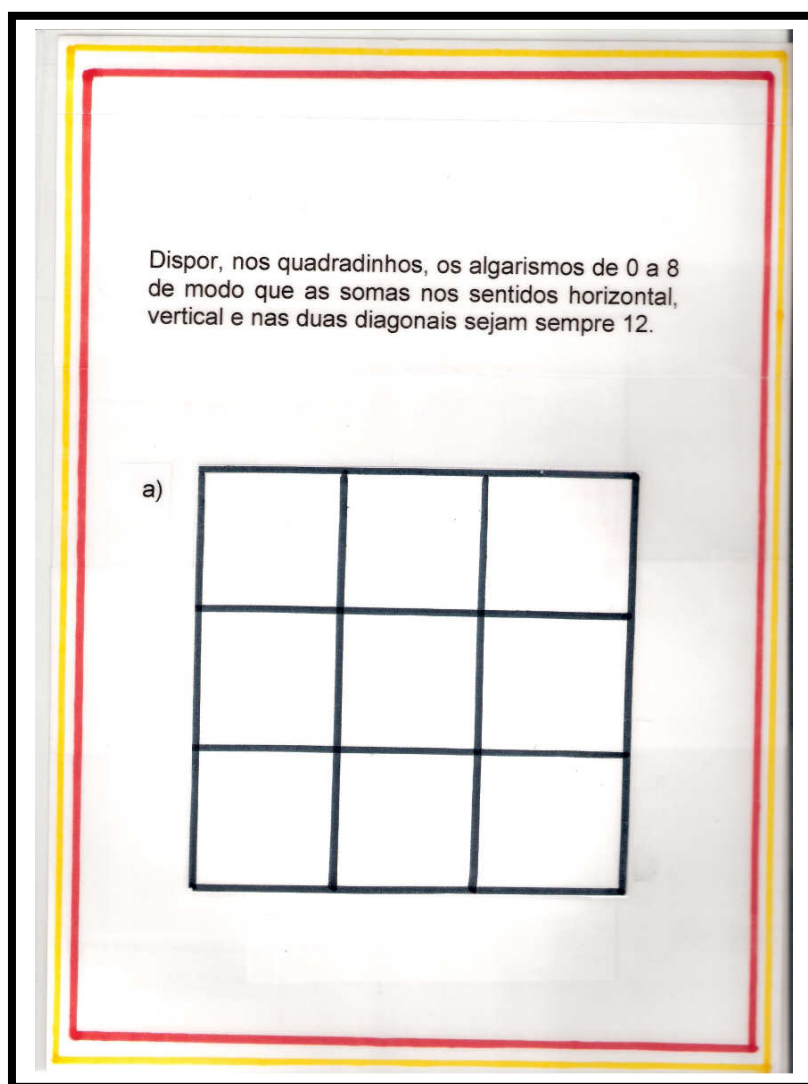 Dispor, nos quadradinhos, os algarismos de 0 a 8
de modo que as somas nos sentidos horizontal,
vertical e nas duas diagonais sejam sempre 12.
a)